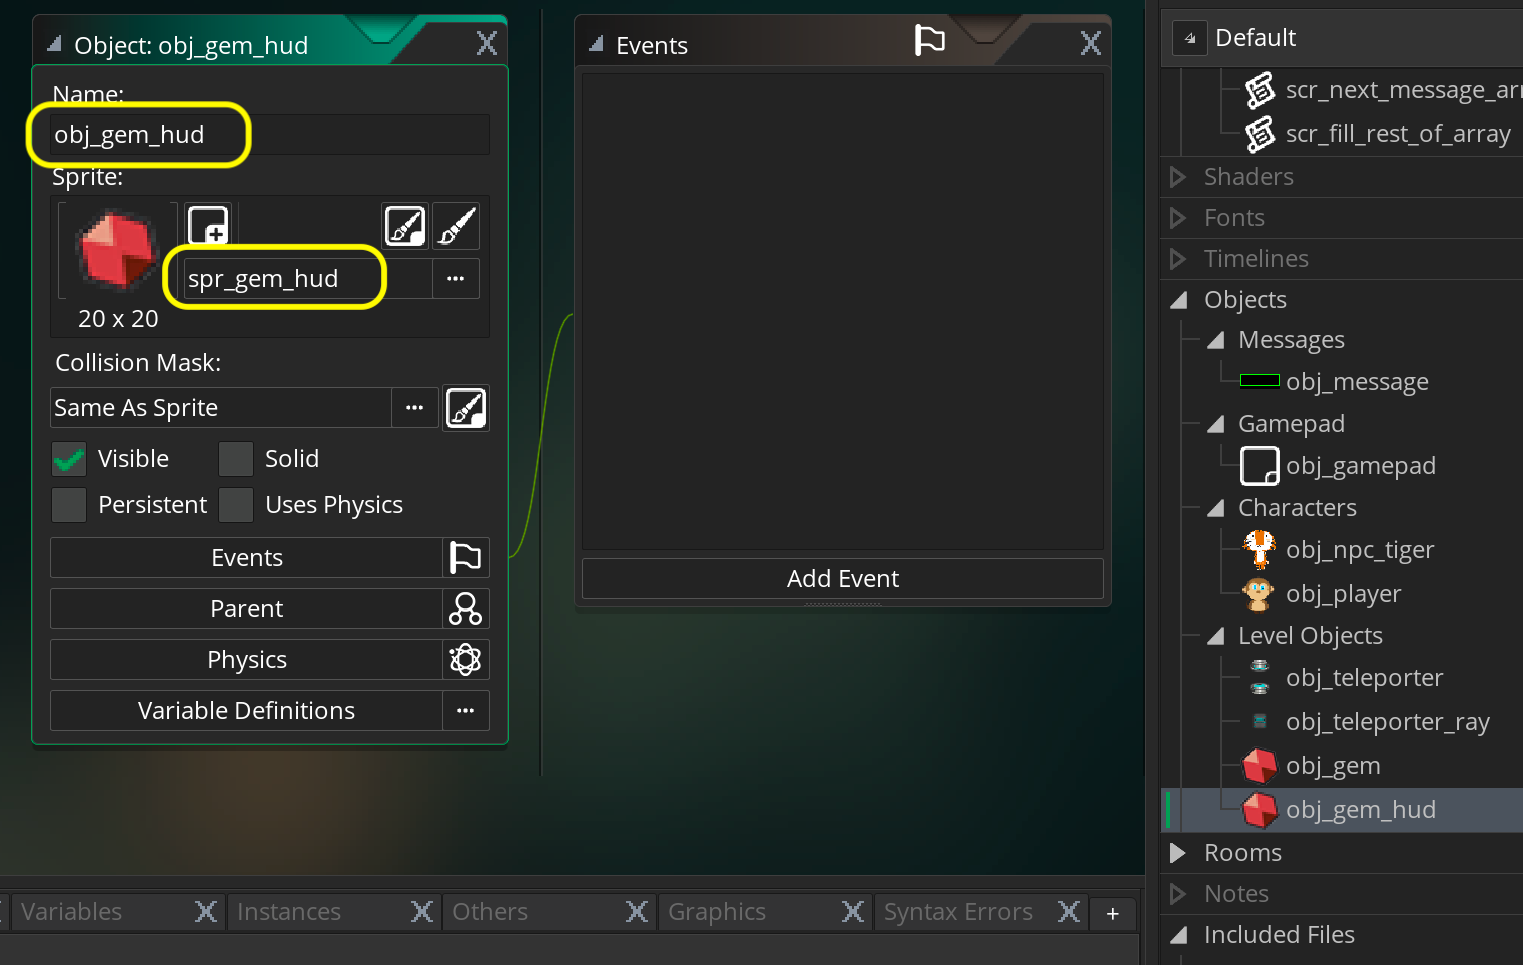 Object: obj_gem_hud
Name:
obj_gem_hud
Sprite:
spr_gem_hud
20 x 20
Collision Mask:
Same As Sprite
Visible
Solid
Persistent
Uses Physics
Events
Parent
Physics
Variable Definitions
Events
Add Event
Default
scr_next_message_arr
scr_fill_rest_of_array
Shaders
Fonts
Timelines
Objects
Messages
obj_message
Gamepad
obj_gamepad
Characters
obj_npc_tiger
obj_player
Level Objects
obj_teleporter
obj_teleporter_ray
obj_gem
obj_gem_hud
Rooms
Notes
Included Files
Variables
Instances
Others
Graphics
Syntax Errors
+